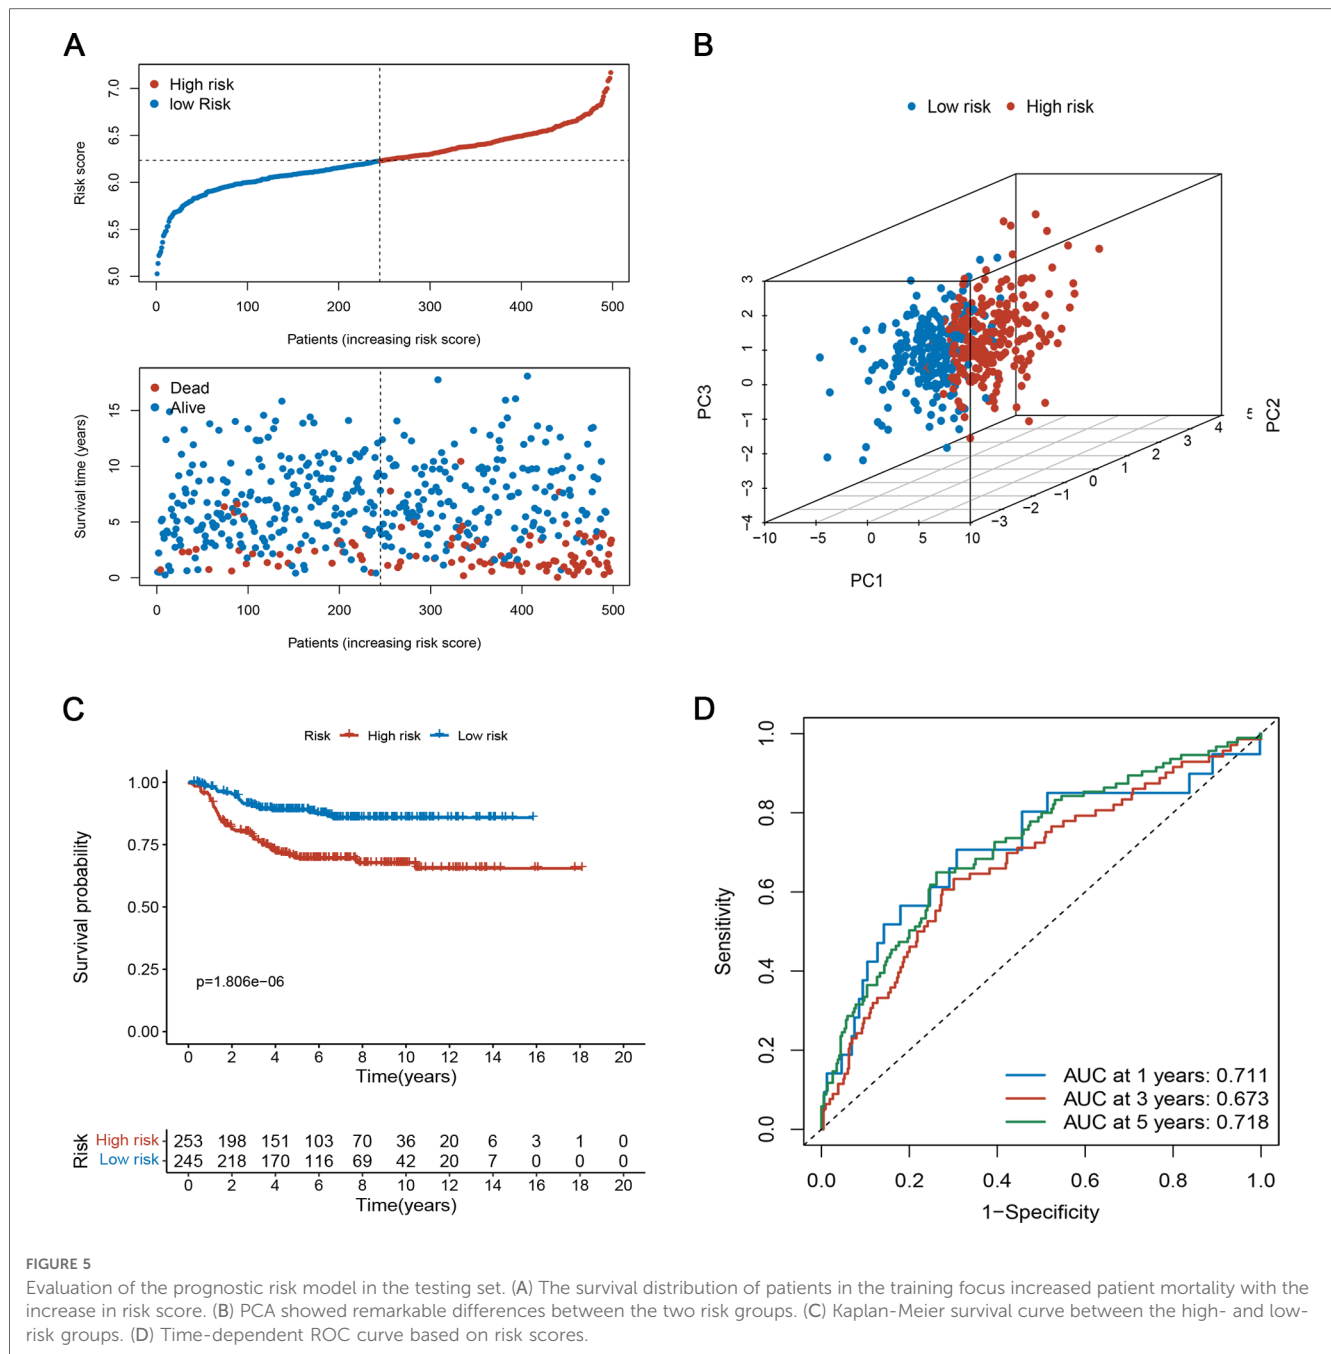 A
High risk
low Risk
Risk score
7.0
6.5
6.0
5.5
5.0
0 100 200 300 400 500
Patients (increasing risk score)
Dead
Alive
Survival time (years)
15
10
5
0
0 100 200 300 400 500
Patients (increasing risk score)
B
Low risk High risk
PC3
3
2
1
0
−1
−2
−3
−4
−10 −5 0 5 10
PC1
−3 −2 −1 0 1 2 3 4
PC2
C
Risk High risk Low risk
Survival probability
1.00
0.75
0.50
0.25
0.00
p=1.806e−06
0 2 4 6 8 10 12 14 16 18 20
Time(years)
Risk
High risk 253 198 151 103 70 36 20 6 3 1 0
Low risk 245 218 170 116 69 42 20 7 0 0 0
0 2 4 6 8 10 12 14 16 18 20
Time(years)
D
Sensitivity
1.0
0.8
0.6
0.4
0.2
0.0
AUC at 1 years: 0.711
AUC at 3 years: 0.673
AUC at 5 years: 0.718
0.0 0.2 0.4 0.6 0.8 1.0
1−Specificity
FIGURE 5
Evaluation of the prognostic risk model in the testing set. (A) The survival distribution of patients in the training focus increased patient mortality with the
increase in risk score. (B) PCA showed remarkable differences between the two risk groups. (C) Kaplan-Meier survival curve between the high- and low-
risk groups. (D) Time-dependent ROC curve based on risk scores.